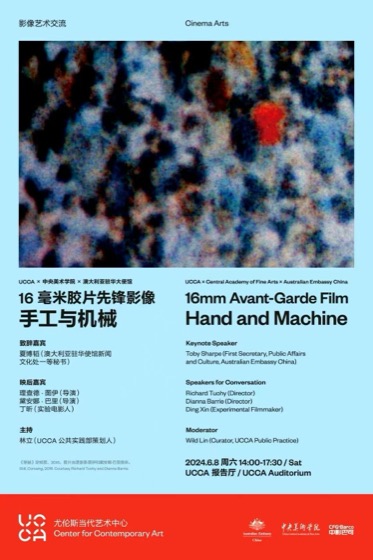 影像艺术交流
Cinema Arts
UCCA × 中央美术学院 × 澳大利亚驻华大使馆
16 毫米胶片先锋影像
手工与机械
致辞嘉宾
夏博韬（澳大利亚驻华使馆新闻
文化处一等秘书）
映后嘉宾
理查德·图伊（导演）
黛安娜·巴里（导演）
丁昕（实验电影人）
主持
林立（UCCA 公共实践部策划人）
UCCA × Central Academy of Fine Arts × Australian Embassy China
16mm Avant-Garde Film
Hand and Machine
Keynote Speaker
Toby Sharpe (First Secretary, Public Affairs
and Culture, Australian Embassy China)
Speakers for Conversation
Richard Tuohy (Director)
Dianna Barrie (Director)
Ding Xin (Experimental Filmmaker)
Moderator
Wild Lin (Curator, UCCA Public Practice)
2024.6.8 周六 14:00-17:30 / Sat
UCCA 报告厅 / UCCA Auditorium
UCCA
尤伦斯当代艺术中心
Center for Contemporary Art
中央美术学院